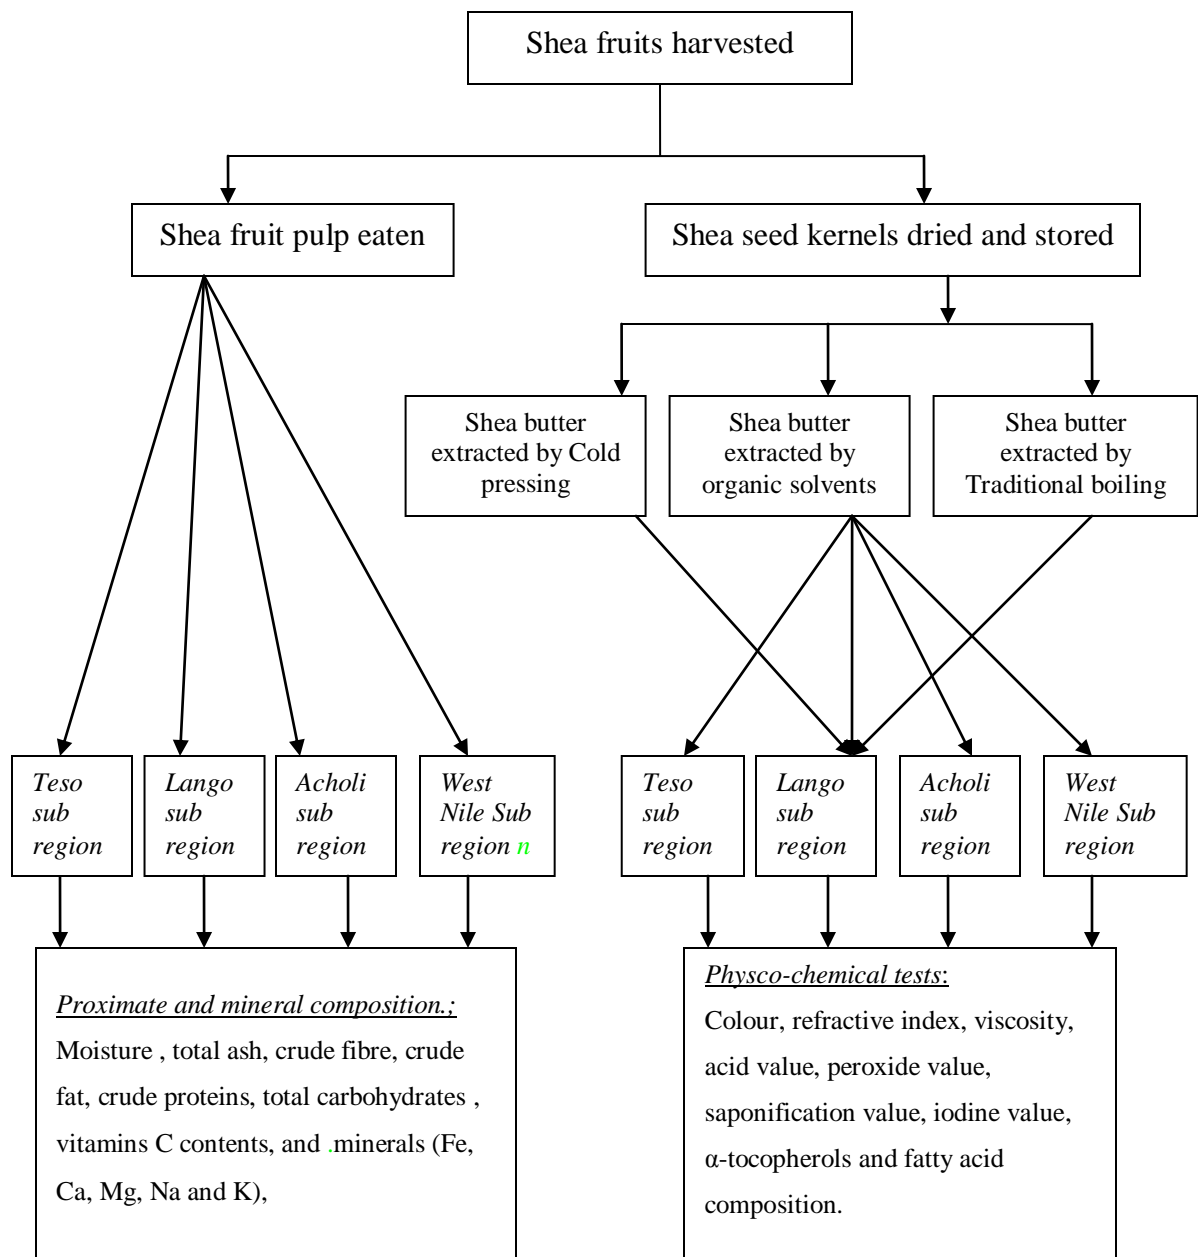 Shea fruits harvested
Shea fruit pulp eaten
Shea seed kernels dried and stored
Shea butter
extracted by Cold
pressing
Shea butter
extracted by
organic solvents
Shea butter
extracted by
Traditional boiling
Teso
sub
region
Lango
sub
region
Acholi
sub
region
West
Nile Sub
region n
Teso
sub
region
Lango
sub
region
Acholi
sub
region
West
Nile Sub
region
Proximate and mineral composition.;
Moisture , total ash, crude fibre, crude
fat, crude proteins, total carbohydrates ,
vitamins C contents, and .minerals (Fe,
Ca, Mg, Na and K),
Physco-chemical tests:
Colour, refractive index, viscosity,
acid value, peroxide value,
saponification value, iodine value,
α-tocopherols and fatty acid
composition.